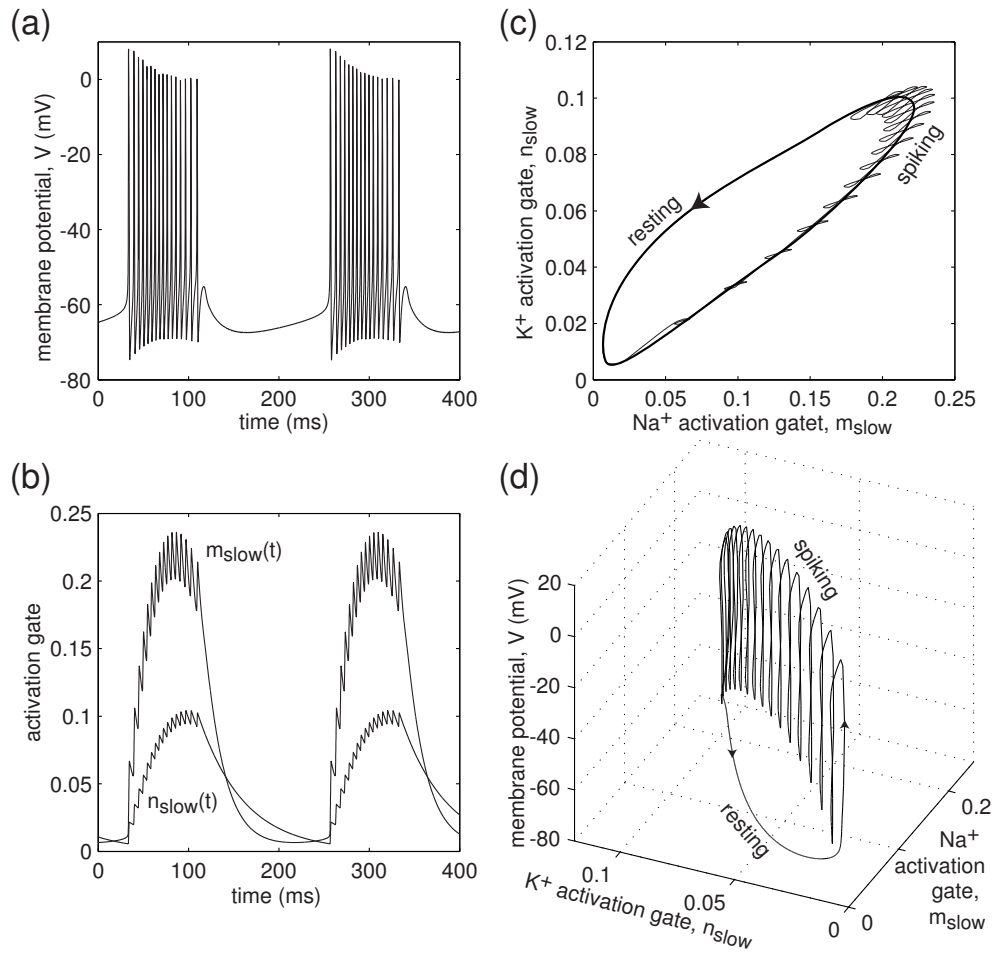 (a)
membrane potential, V (mV)
0
-20
-40
-60
-80
0
100
200
300
400
time (ms)
(b)
activation gate
0.25
0.2
0.15
0.1
0.05
0
mslow(t)
nslow(t)
0
100
200
300
400
time (ms)
(c)
K+ activation gate, nslow
0.12
0.1
0.08
0.06
0.04
0.02
0
resting
spiking
0
0.05
0.1
0.15
0.2
0.25
Na+ activation gatet, mslow
(d)
membrane potential, V (mV)
20
0
-20
-40
-60
-80
spiking
resting
0.1
0.05
0
K+ activation gate, nslow
0
0.2
Na+
activation
gate,
mslow